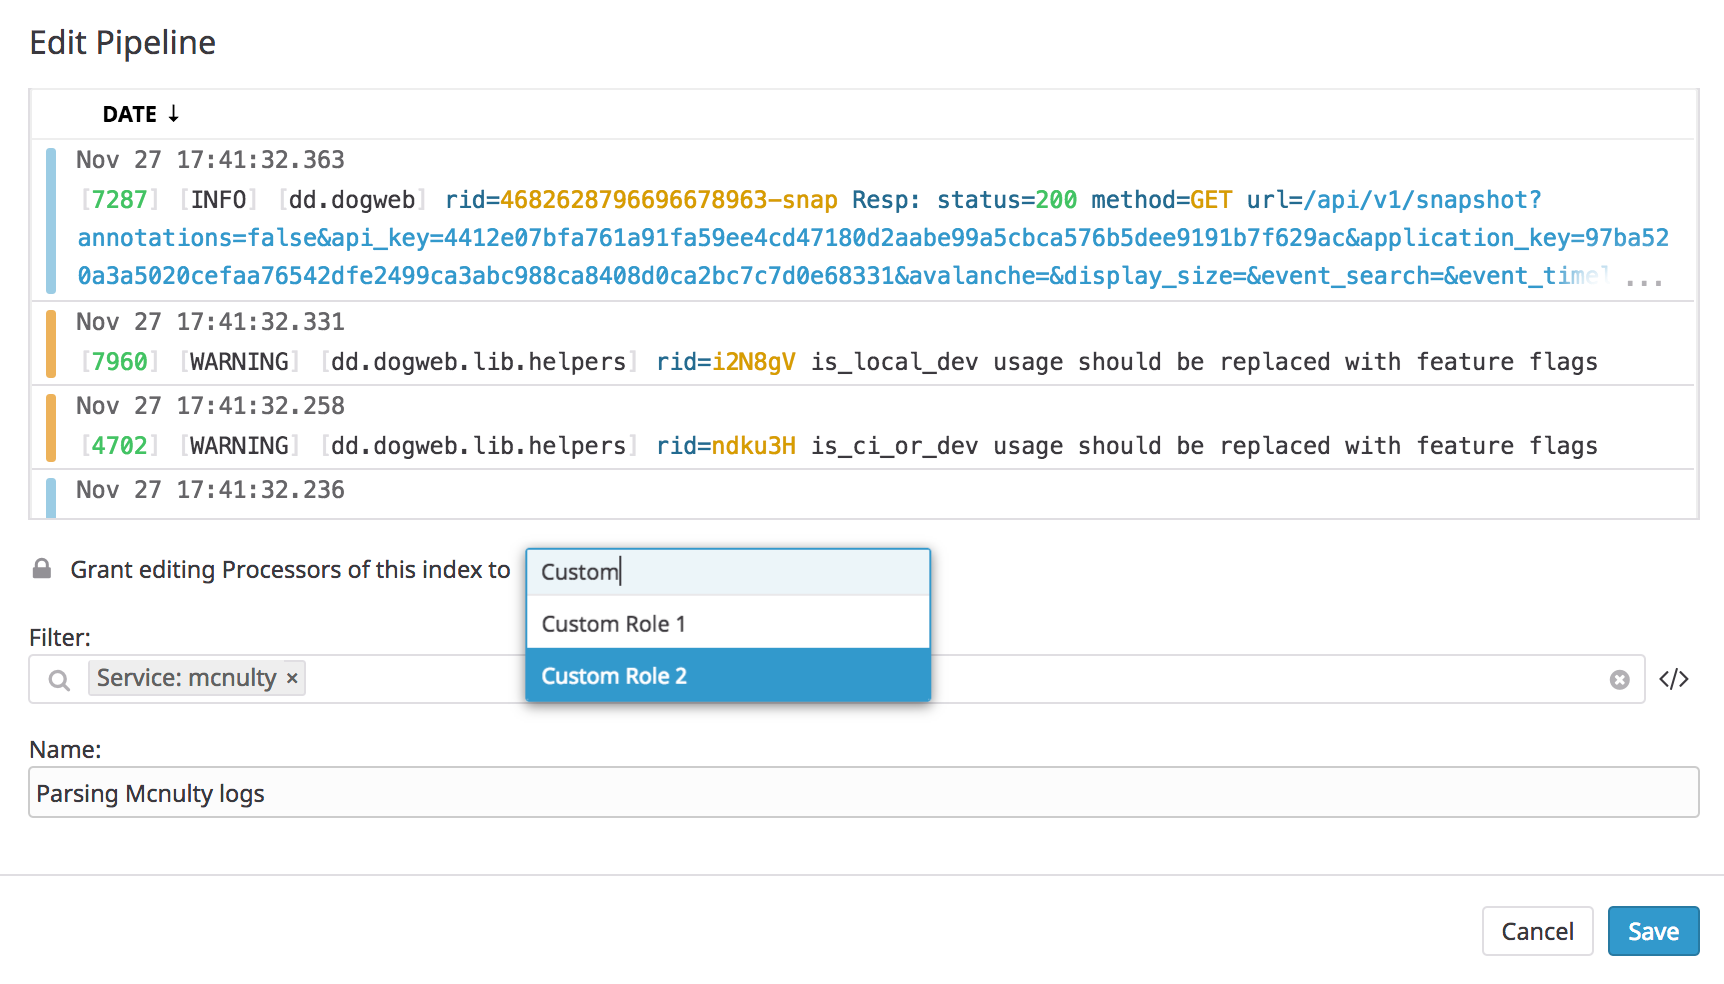 Edit Pipeline
DATE ↓
Nov 27 17:41:32.363
[7287] [INFO] [dd.dogweb] rid=4682628796696678963-snap Resp: status=200 method=GET url=/api/v1/snapshot?
annotations=false&api_key=4412e07bfa761a91fa59ee4cd47180d2aabe99a5cbca576b5dee9191b7f629ac&application_key=97ba52
0a3a5020cefaa76542dfe2499ca3abc988ca8408d0ca2bc7c7d0e68331&avalanche=&display_size=&event_search=&event_time ...
Nov 27 17:41:32.331
[7960] [WARNING] [dd.dogweb.lib.helpers] rid=i2N8gV is_local_dev usage should be replaced with feature flags
Nov 27 17:41:32.258
[4702] [WARNING] [dd.dogweb.lib.helpers] rid=ndku3H is_ci_or_dev usage should be replaced with feature flags
Nov 27 17:41:32.236
Grant editing Processors of this index to Custom
Custom Role 1
Custom Role 2
Filter:
Service: mcnulty ×
</>
Name:
Parsing Mcnulty logs
Cancel Save